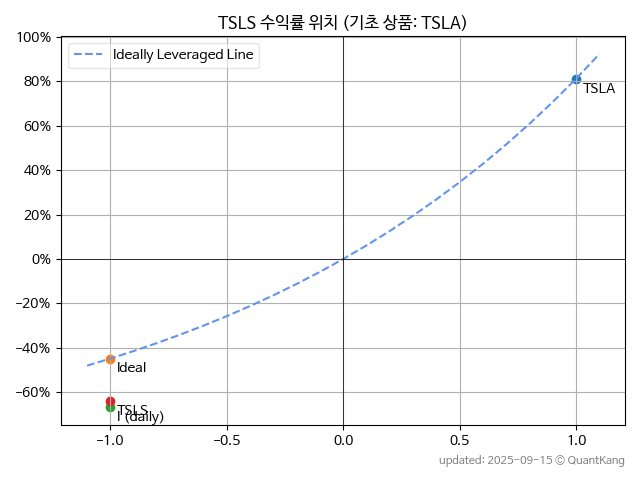 TSLS 수익률 위치 (기초 상품: TSLA)
100%
80%
60%
40%
20%
0%
−20%
−40%
−60%
Ideally Leveraged Line
TSLA
Ideal
TSLS
I (daily)
−1.0
−0.5
0.0
0.5
1.0
updated: 2025-09-15 © QuantKang